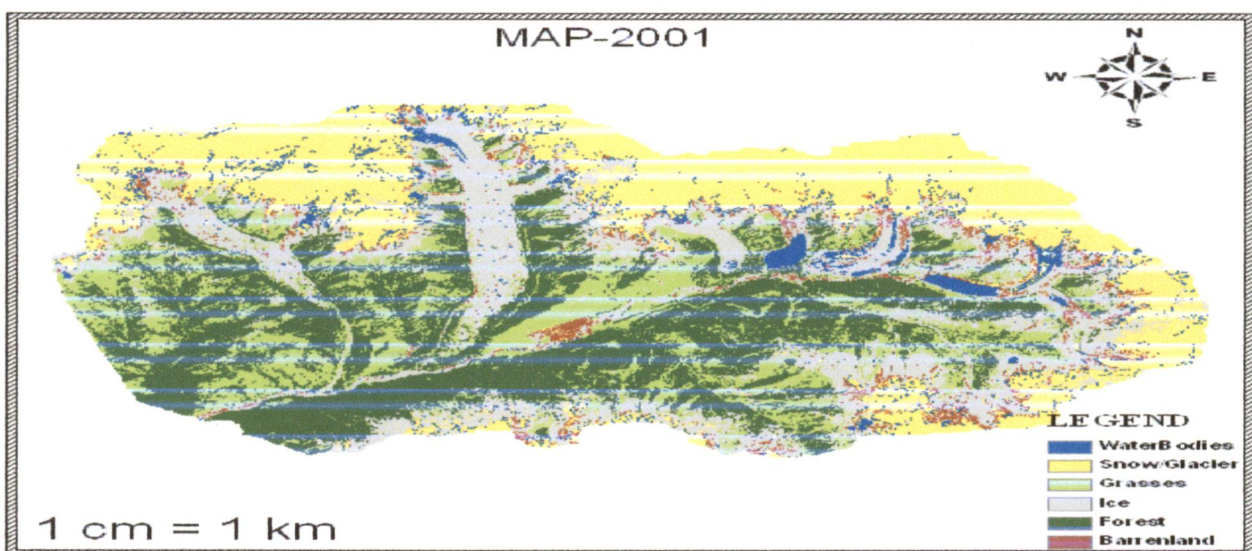 MAP-2001
N
W E
S
LEGEND
WaterBodies
Snow/Glacier
Grasses
Ice
Forest
Barrenland
1 cm = 1 km